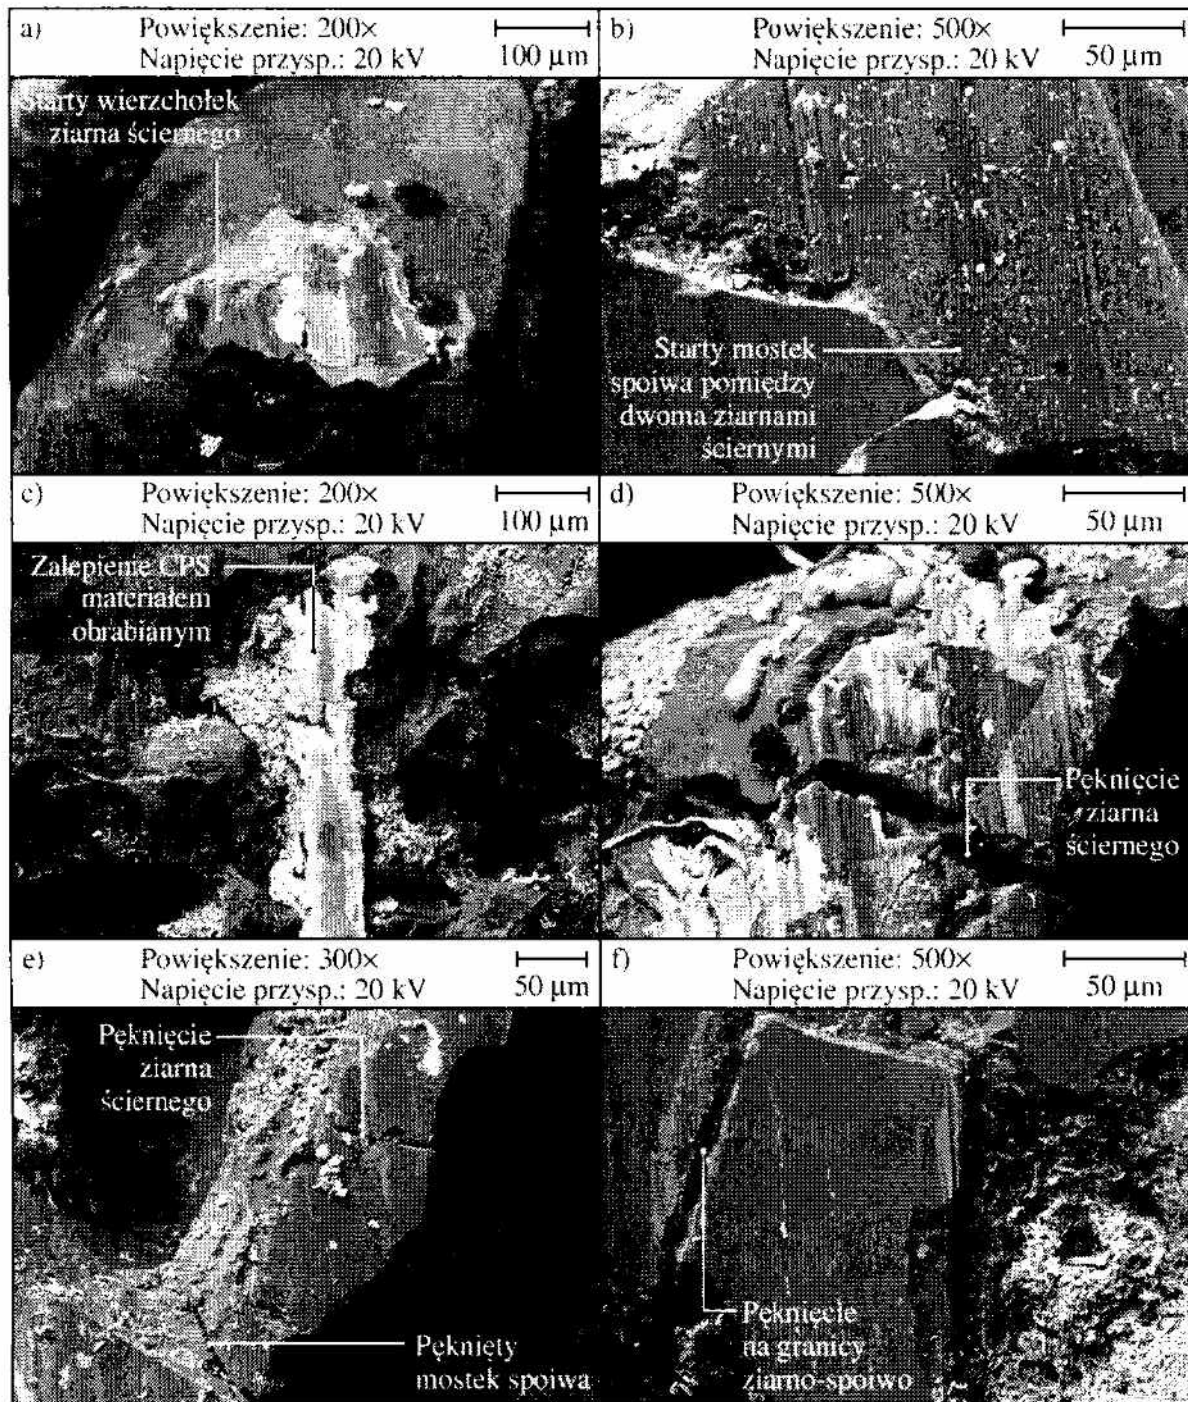 a) Powiększenie: 200×
Napięcie przysp.: 20 kV
100 µm
Starty wierzchołek
ziarna ściernego
b) Powiększenie: 500×
Napięcie przysp.: 20 kV
50 µm
Starty mostek
spoiwa pomiędzy
dwoma ziarnami
ściernymi
c) Powiększenie: 200×
Napięcie przysp.: 20 kV
100 µm
Zalepienie CPS
materiałem
obrabianym
d) Powiększenie: 500×
Napięcie przysp.: 20 kV
50 µm
Pęknięcie
ziarna
ściernego
e) Powiększenie: 300×
Napięcie przysp.: 20 kV
50 µm
Pęknięcie
ziarna
ściernego
Pęknięty
mostek spoiwa
f) Powiększenie: 500×
Napięcie przysp.: 20 kV
50 µm
Pęknięcie
na granicy
ziarno-spoiwo